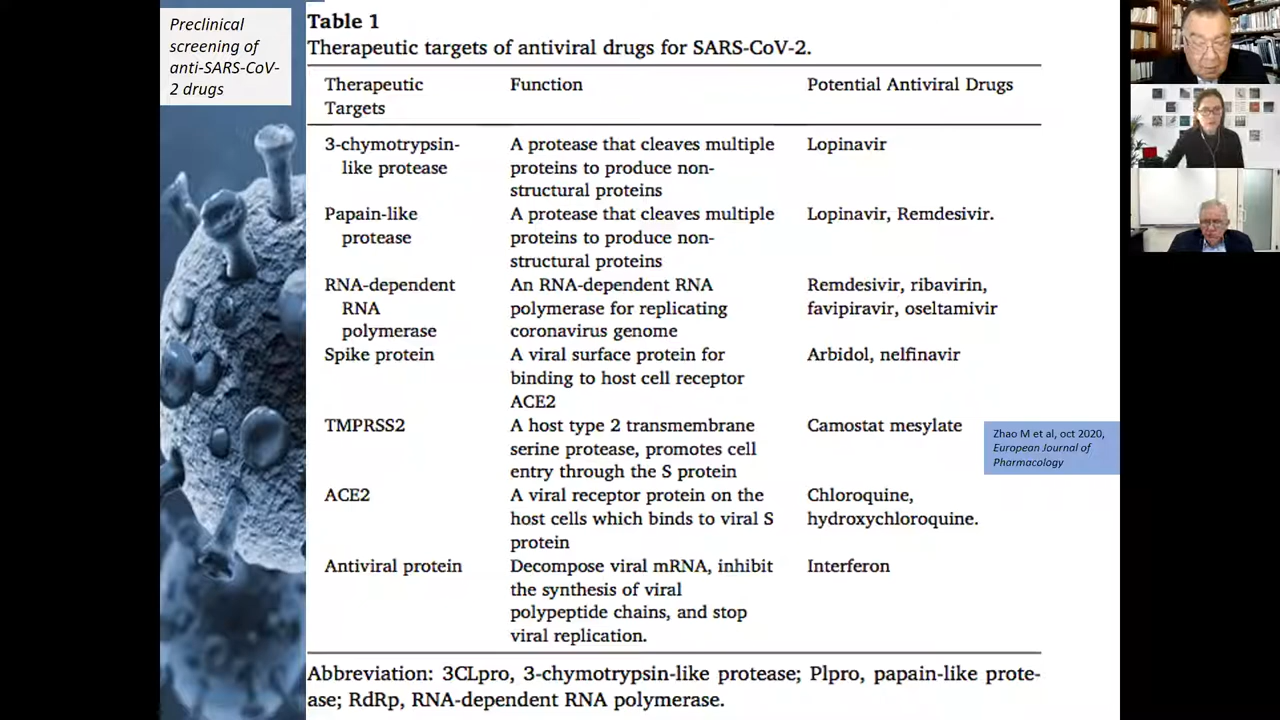 Preclinical
screening of
anti-SARS-CoV-
2 drugs
Table 1
Therapeutic targets of antiviral drugs for SARS-CoV-2.
Therapeutic Targets Function Potential Antiviral Drugs
3-chymotrypsin-like protease A protease that cleaves multiple proteins to produce non-structural proteins Lopinavir
Papain-like protease A protease that cleaves multiple proteins to produce non-structural proteins Lopinavir, Remdesivir.
RNA-dependent RNA polymerase An RNA-dependent RNA polymerase for replicating coronavirus genome Remdesivir, ribavirin, favipiravir, oseltamivir
Spike protein A viral surface protein for binding to host cell receptor ACE2 Arbidol, nelfinavir
TMPRSS2 A host type 2 transmembrane serine protease, promotes cell entry through the S protein Camostat mesylate
ACE2 A viral receptor protein on the host cells which binds to viral S protein Chloroquine, hydroxychloroquine.
Antiviral protein Decompose viral mRNA, inhibit the synthesis of viral polypeptide chains, and stop viral replication. Interferon
Zhao M et al, oct 2020,
European Journal of
Pharmacology
Abbreviation: 3CLpro, 3-chymotrypsin-like protease; Plpro, papain-like prote-
ase; RdRp, RNA-dependent RNA polymerase.